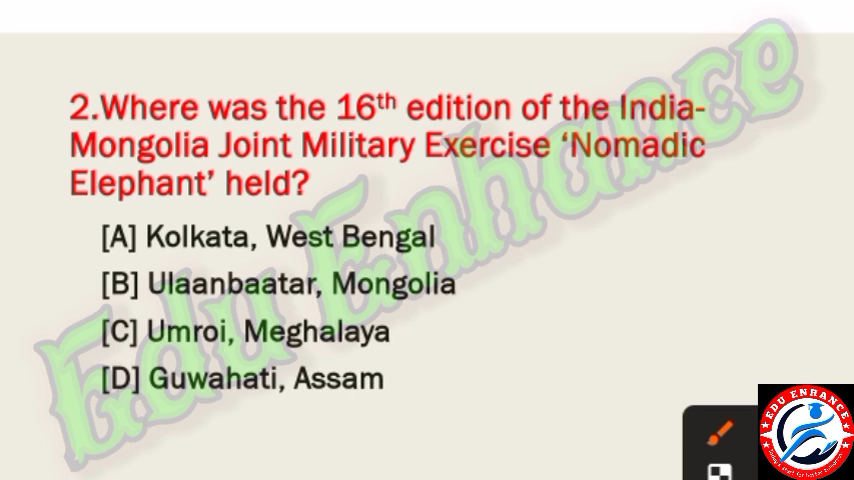 2.Where was the 16th edition of the India-
Mongolia Joint Military Exercise ‘Nomadic
Elephant’ held?
[A] Kolkata, West Bengal
[B] Ulaanbaatar, Mongolia
[C] Umroi, Meghalaya
[D] Guwahati, Assam
Edu Enhance
EDU ENHANCE